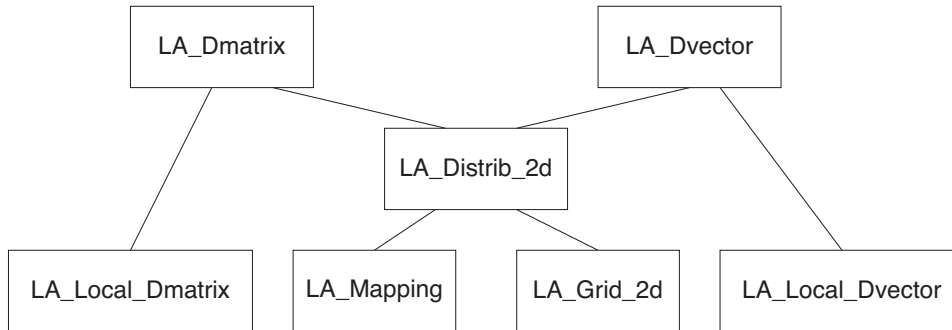 LA_Dmatrix
LA_Dvector
LA_Distrib_2d
LA_Local_Dmatrix
LA_Mapping
LA_Grid_2d
LA_Local_Dvector